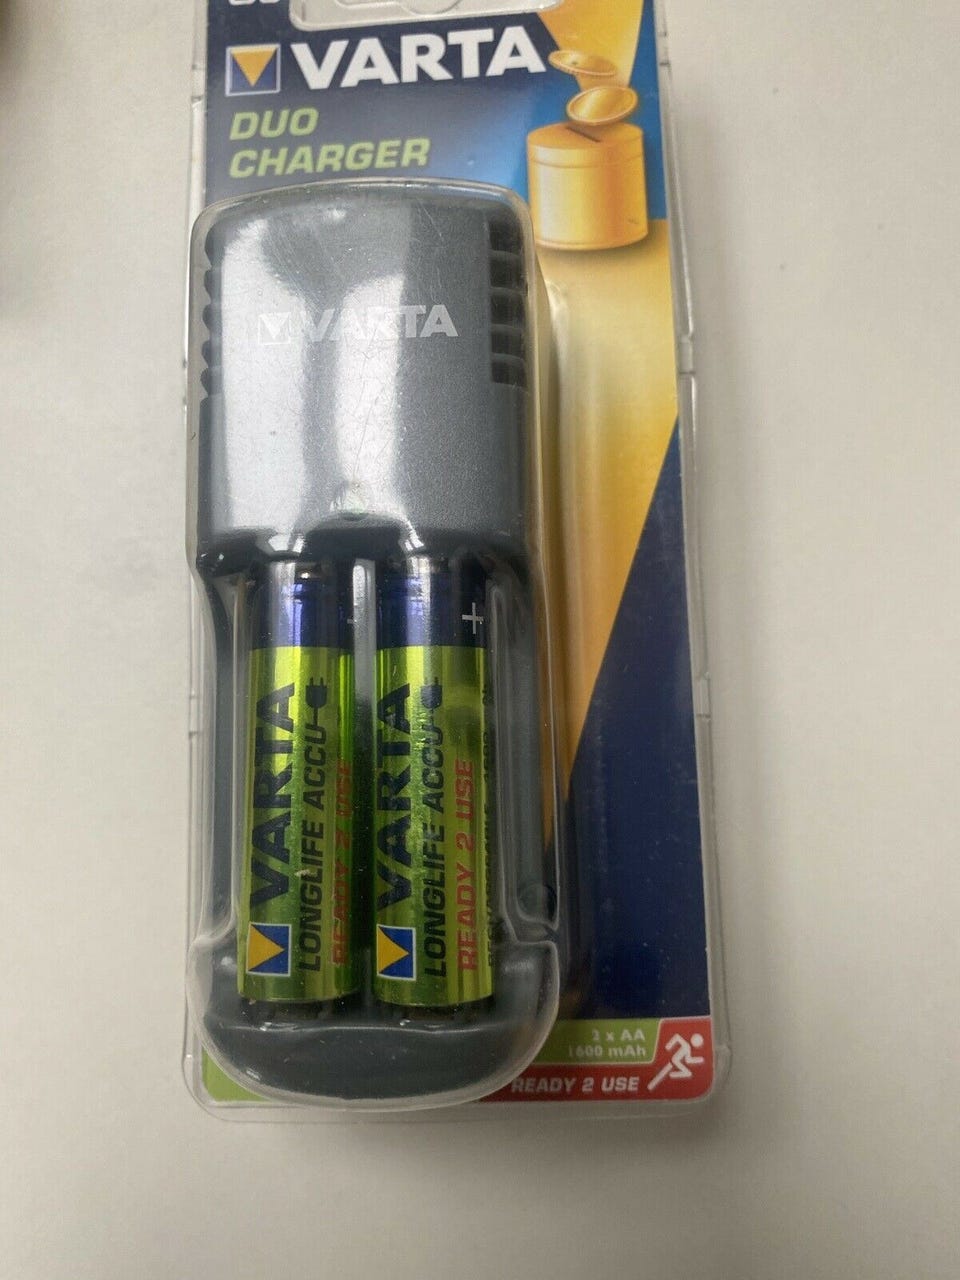 VARTA
DUO
CHARGER
VARTA
+
VARTA
LONGLIFE ACCU
READY 2 USE
VARTA
LONGLIFE ACCU
READY 2 USE
2 x AA
1600 mAh
READY 2 USE